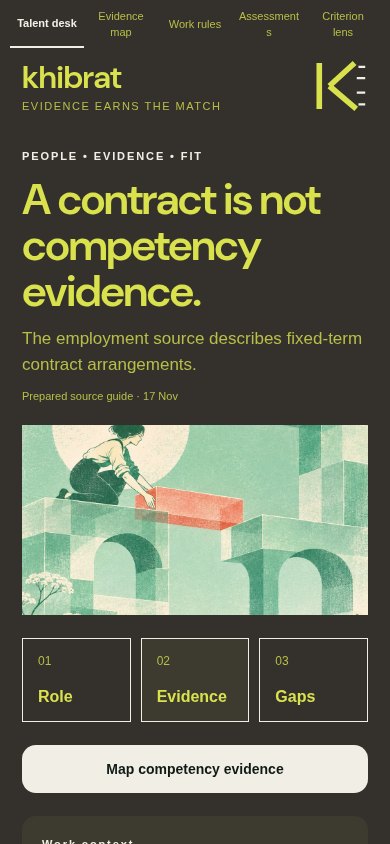 Talent desk
Evidence
map
Work rules
Assessment
s
Criterion
lens
khibrat
EVIDENCE EARNS THE MATCH
PEOPLE • EVIDENCE • FIT
A contract is not
competency
evidence.
The employment source describes fixed-term
contract arrangements.
Prepared source guide · 17 Nov
01
Role
02
Evidence
03
Gaps
Map competency evidence
Work context